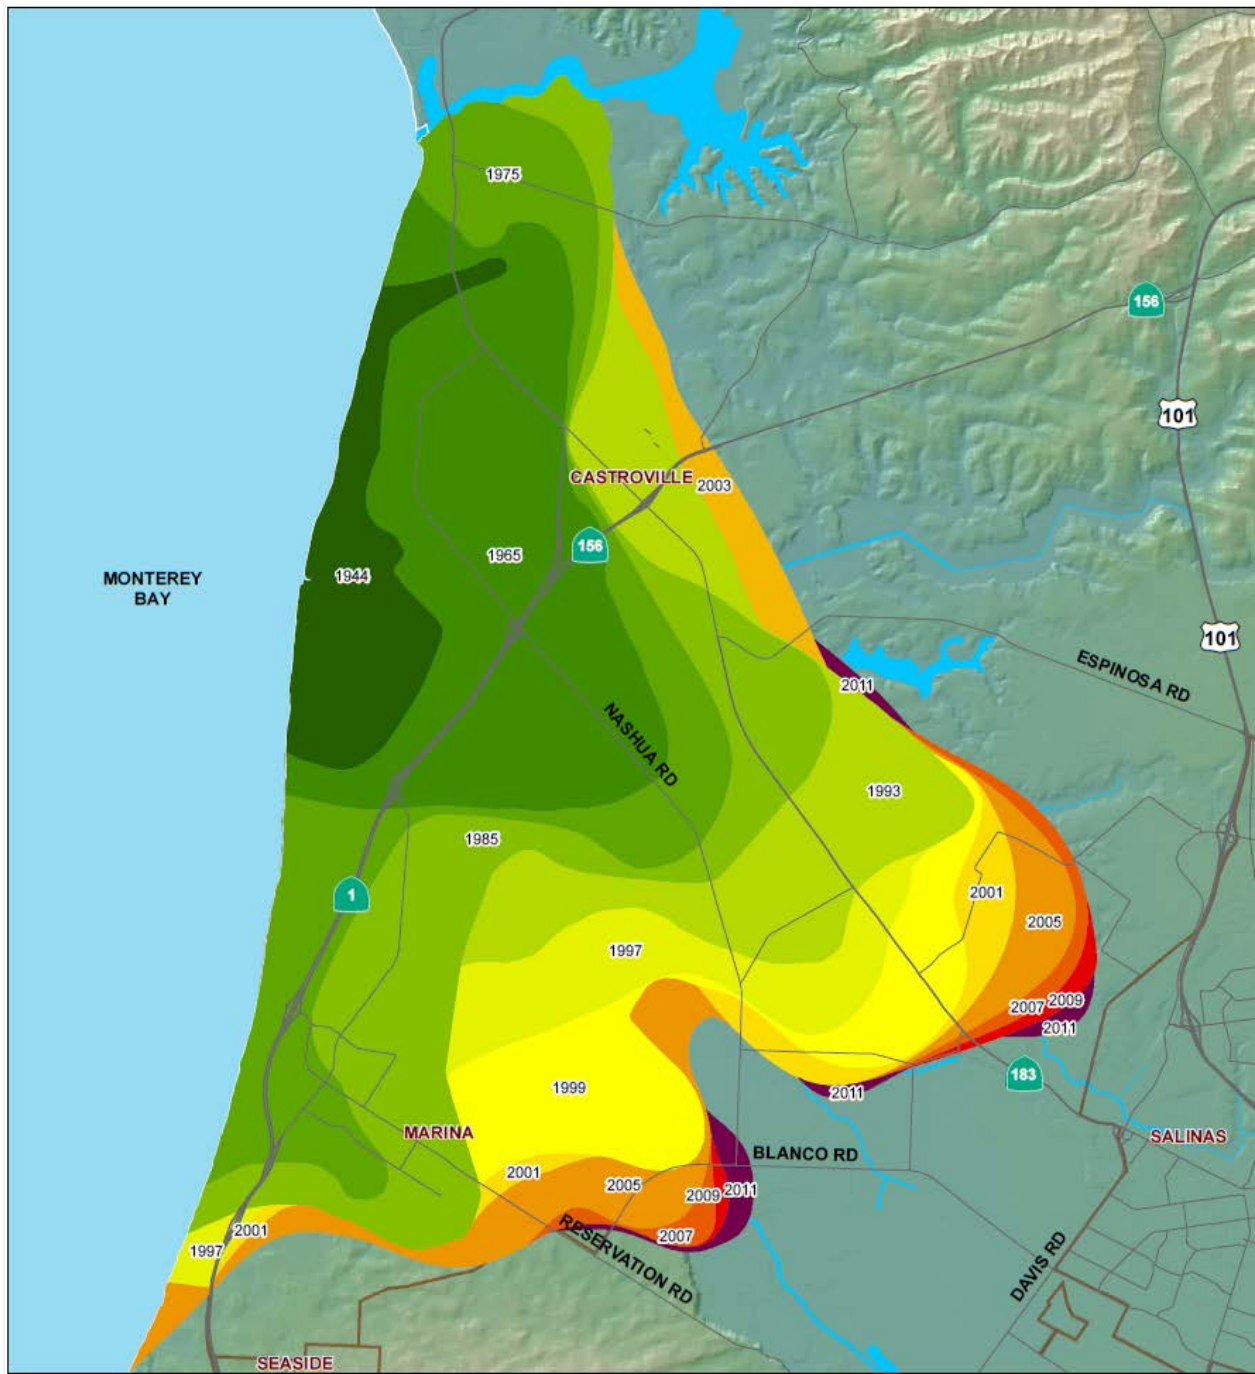 1975
156
101
CASTROVILLE
2003
156
1965
1944
MONTEREY
BAY
101
ESPINOSA RD
2011
NASHUA RD
1993
1985
1
2001
2005
1997
2009
2007
2011
183
1999
2011
MARINA
SALINAS
BLANCO RD
2001
2005
2009
2011
2001
2007
1997
RESERVATION RD
DAVIS RD
SEASIDE